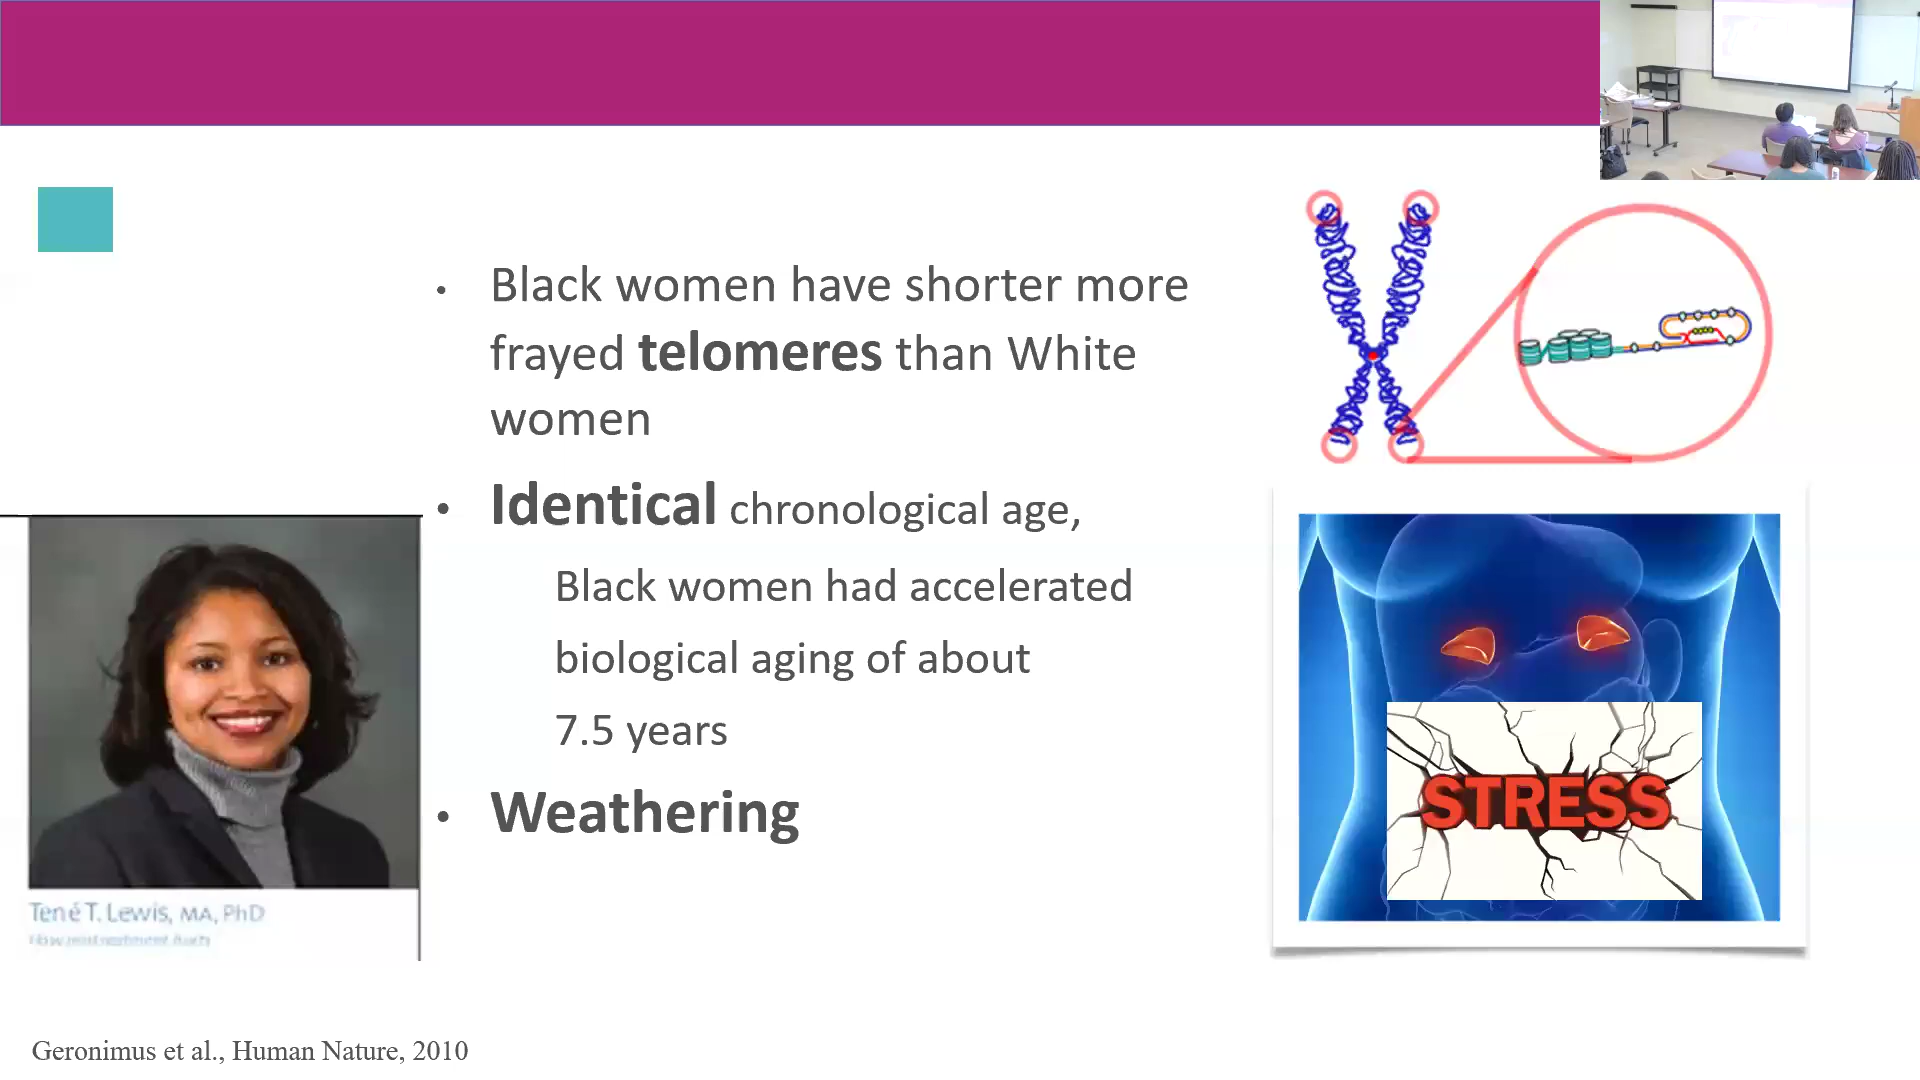 • Black women have shorter more
frayed telomeres than White
women
• Identical chronological age,
Black women had accelerated
biological aging of about
7.5 years
• Weathering
STRESS
Tené T. Lewis, MA, PhD
Geronimus et al., Human Nature, 2010